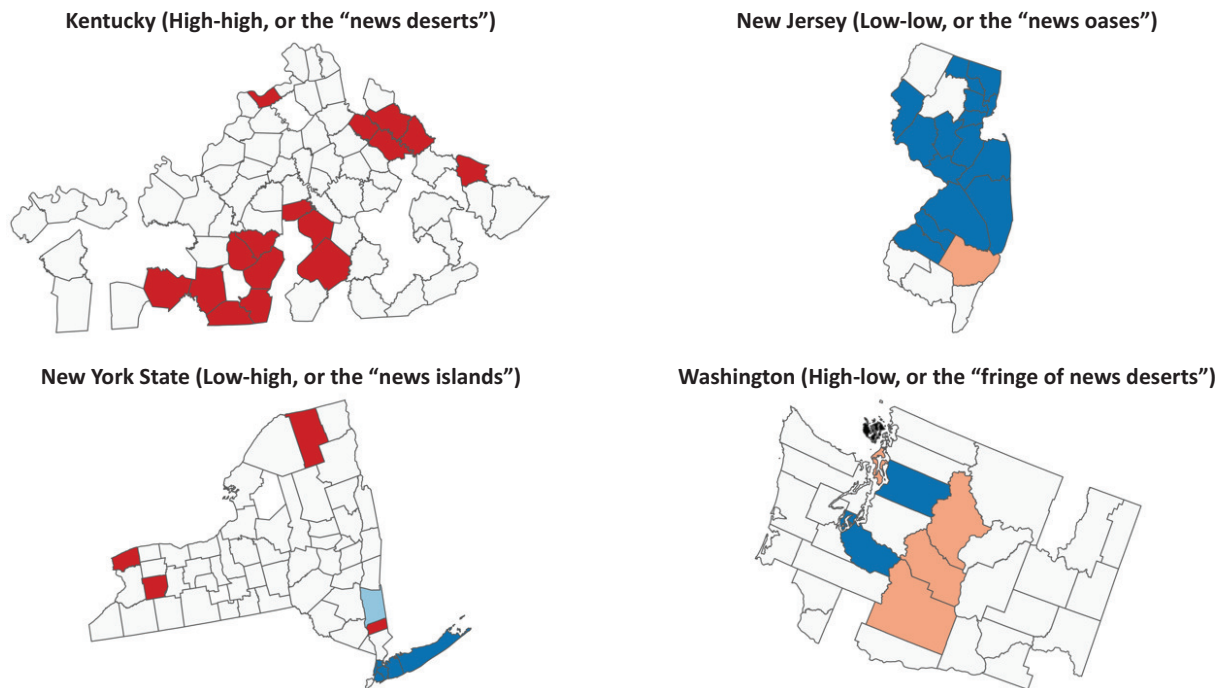 Kentucky (High-high, or the “news deserts”)
New Jersey (Low-low, or the “news oases”)
New York State (Low-high, or the “news islands”)
Washington (High-low, or the “fringe of news deserts”)